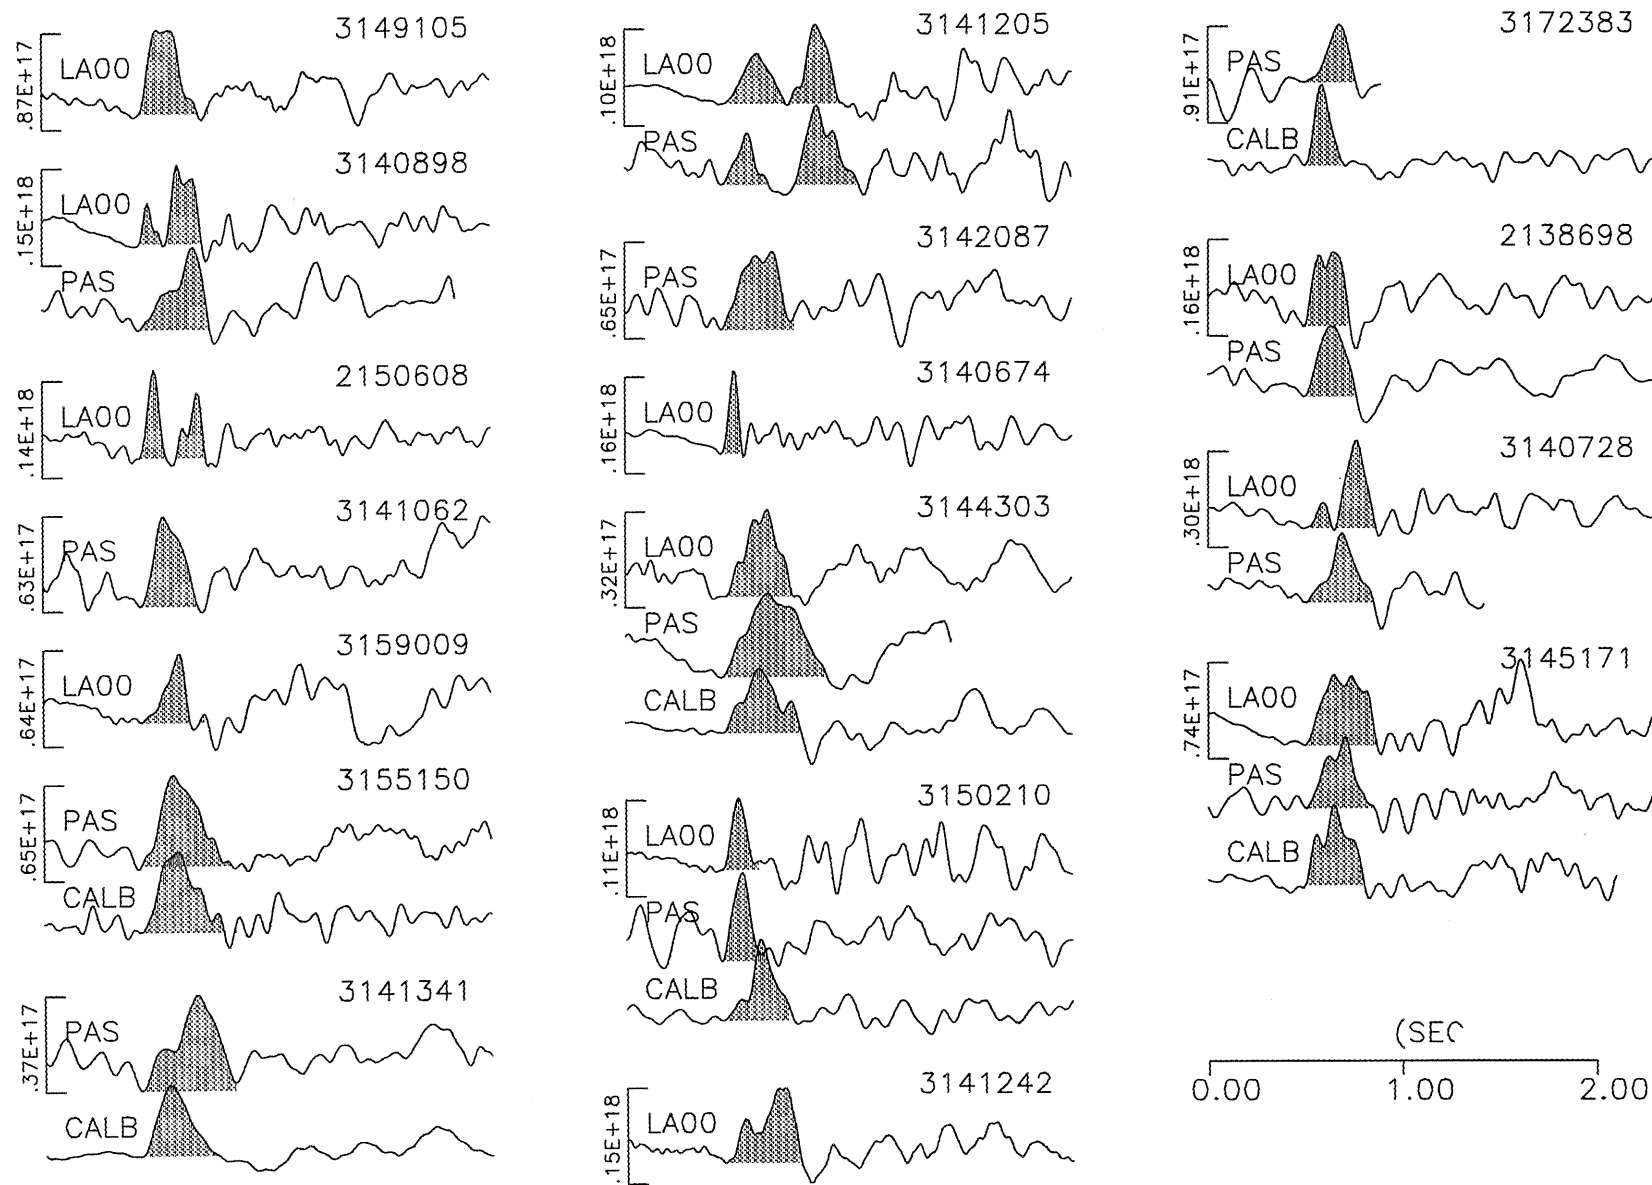 3149105
.87E+17
LA00
3140898
.15E+18
LA00
PAS
2150608
.14E+18
LA00
3141062
.63E+17
PAS
3159009
.64E+17
LA00
3155150
.65E+17
PAS
CALB
3141341
.37E+17
PAS
CALB
3141205
.10E+18
LA00
PAS
3142087
.65E+17
PAS
3140674
.16E+18
LA00
3144303
.32E+17
LA00
PAS
CALB
3150210
.11E+18
LA00
PAS
CALB
3141242
.15E+18
LA00
3172383
.91E+17
PAS
CALB
2138698
.16E+18
LA00
PAS
3140728
.30E+18
LA00
PAS
3145171
.74E+17
LA00
PAS
CALB
(SEC
0.00 1.00 2.00